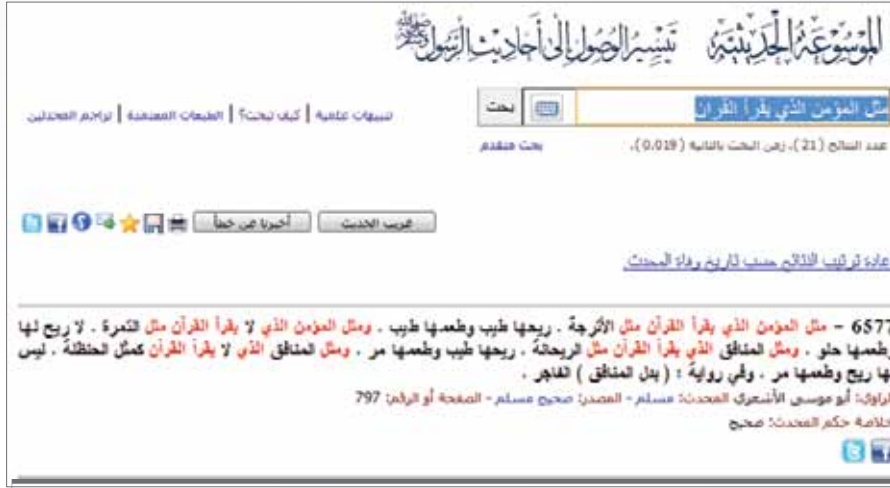 الموسوعة الحديثية تيسير الوصول إلى أحاديث الرسول ﷺ
مثل المؤمن الذي يقرأ القرآن بحث تنبيهات علمية | كيف تبحث؟ | الطبعات المعتمدة | تراجم المحدثين
عدد النتائج (21)، زمن البحث بالثانية (0.019)، بحث متقدم
غريب الحديث أخبرنا عن خطأ
عادة ترتيب النتائج حسب تاريخ وفاة المحدث
6577 - مثل المؤمن الذي يقرأ القرآن مثل الأترجة . ريحها طيب وطعمها طيب . ومثل المؤمن الذي لا يقرأ القرآن مثل التمرة . لا ريح لها
وطعمها حلو . ومثل المنافق الذي يقرأ القرآن مثل الريحانة . ريحها طيب وطعمها مر . ومثل المنافق الذي لا يقرأ القرآن كمثل الحنظلة . ليس
لها ريح وطعمها مر . وفي رواية : ( بدل المنافق ) الفاجر .
الراوي: أبو موسى الأشعري المحدث: مسلم - المصدر: صحيح مسلم - الصفحة أو الرقم: 797
خلاصة حكم المحدث: صحيح